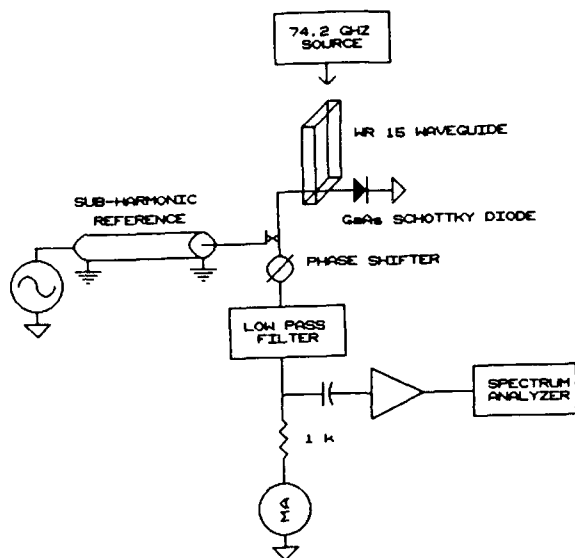 74.2 GHZ
SOURCE
WR 15 WAVEGUIDE
SUB-HARMONIC
REFERENCE
GaAs SCHOTTKY DIODE
PHASE SHIFTER
LOW PASS
FILTER
SPECTRUM
ANALYZER
1 k
MA